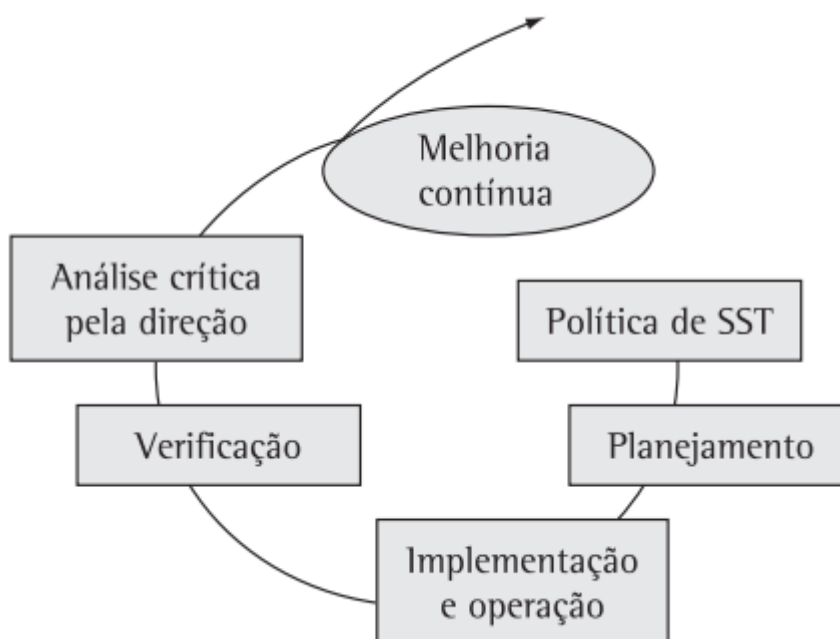 Melhoria
contínua
Análise crítica
pela direção
Política de SST
Verificação
Planejamento
Implementação
e operação